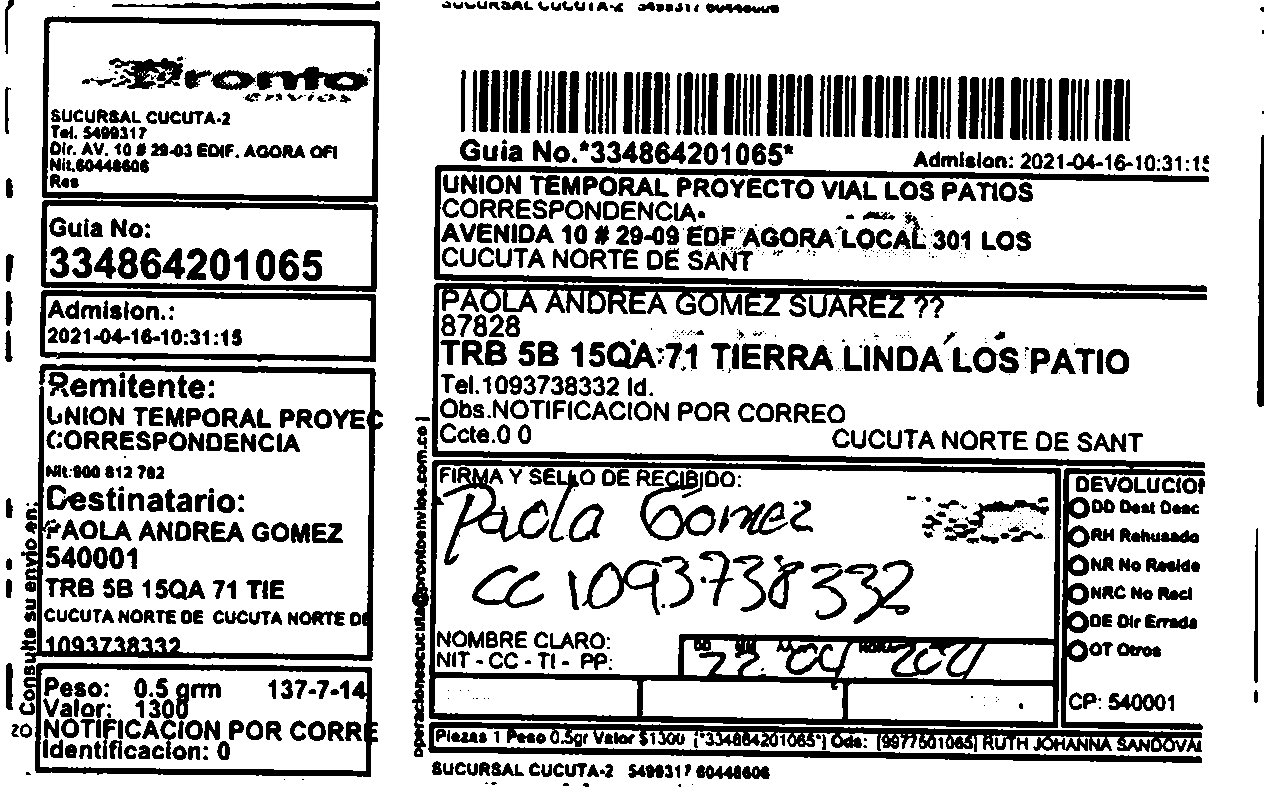 SUCURSAL CUCUTA-2 5499317 60448606
Pronto
envios
SUCURSAL CUCUTA-2
Tel. 5499317
Dir. AV. 10 # 29-03 EDIF. AGORA OFI
Nit.60448606
Res
Guia No:
334864201065
Admision.:
2021-04-16-10:31:15
Remitente:
UNION TEMPORAL PROYEC
CORRESPONDENCIA
Nit:900 812 782
Destinatario:
PAOLA ANDREA GOMEZ
540001
TRB 5B 15QA 71 TIE
CUCUTA NORTE DE CUCUTA NORTE DE
1093738332
Peso: 0.5 grm 137-7-14
Valor: 1300
NOTIFICACION POR CORRE
Identificacion: 0
Consulte su envio en:
Guia No.*334864201065*
Admision: 2021-04-16-10:31:15
UNION TEMPORAL PROYECTO VIAL LOS PATIOS
CORRESPONDENCIA-
AVENIDA 10 # 29-09 EDF AGORA LOCAL 301 LOS
CUCUTA NORTE DE SANT
PAOLA ANDREA GOMEZ SUAREZ ??
87828
TRB 5B 15QA 71 TIERRA LINDA LOS PATIO
Tel.1093738332 Id.
Obs.NOTIFICACION POR CORREO
Ccte.0 0 CUCUTA NORTE DE SANT
operacionescucuta@prontoenvios.com.co |
FIRMA Y SELLO DE RECIBIDO:
Paola Gómez
CC 1.093.738332
NOMBRE CLARO:
NIT - CC - TI - PP:
22 04 2021
DEVOLUCION
DD Dest Desc
RH Rehusado
NR No Reside
NRC No Recl
DE Dir Errada
OT Otros
CP: 540001
Piezas 1 Peso 0.5gr Valor $1300 [*334864201065*] Ods: [9977501065] RUTH JOHANNA SANDOVAL
SUCURSAL CUCUTA-2 5499317 60448606